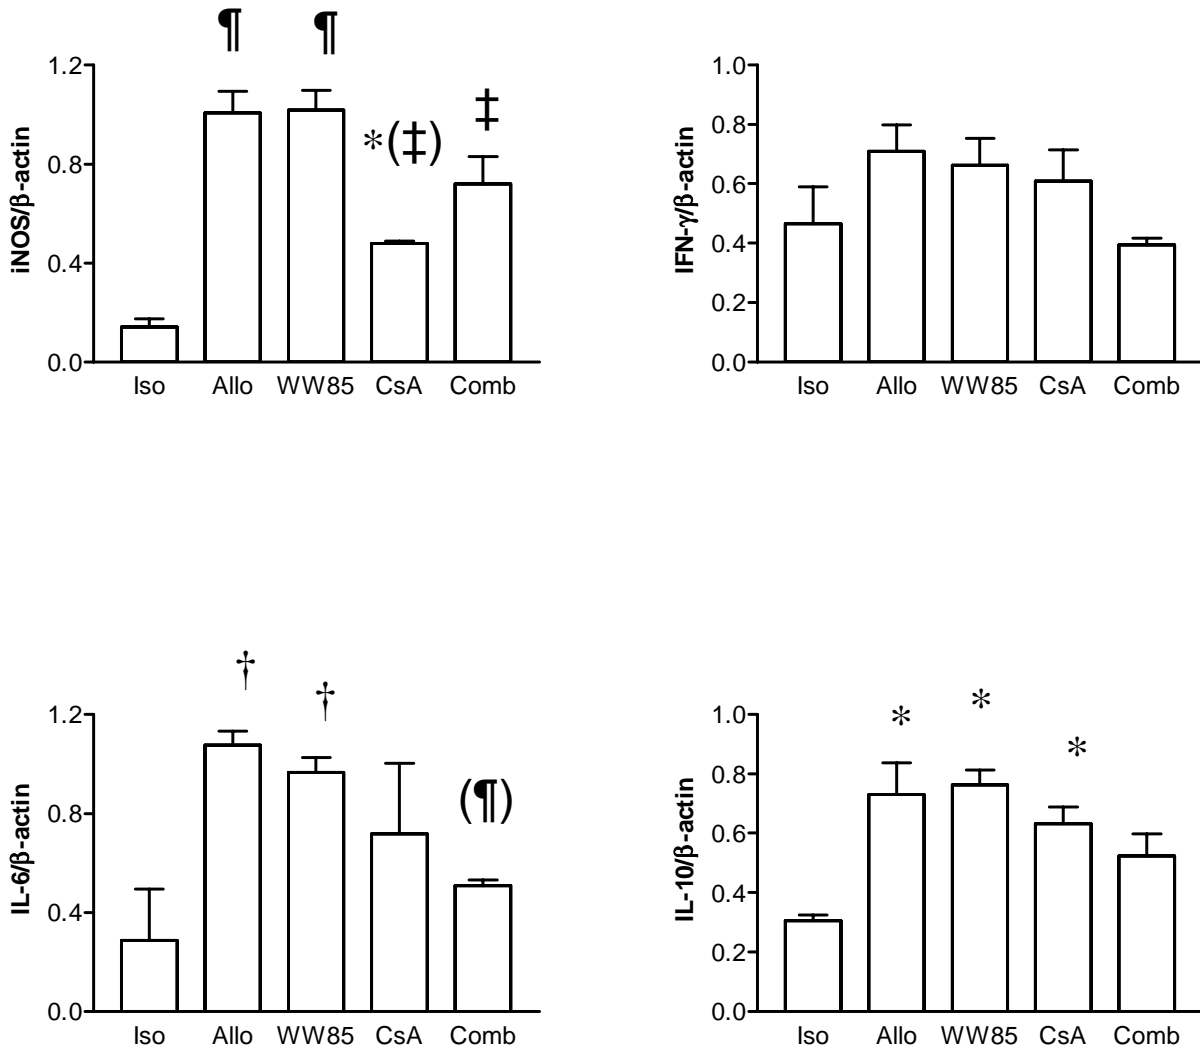 ¶ ¶
1.2
*(‡) ‡
0.8
0.4
0.0
iNOS/β-actin
Iso Allo WW85 CsA Comb
1.0
0.8
0.6
0.4
0.2
0.0
IFN-γ/β-actin
Iso Allo WW85 CsA Comb
† †
1.2
(¶)
0.8
0.4
0.0
IL-6/β-actin
Iso Allo WW85 CsA Comb
* * *
1.0
0.8
0.6
0.4
0.2
0.0
IL-10/β-actin
Iso Allo WW85 CsA Comb